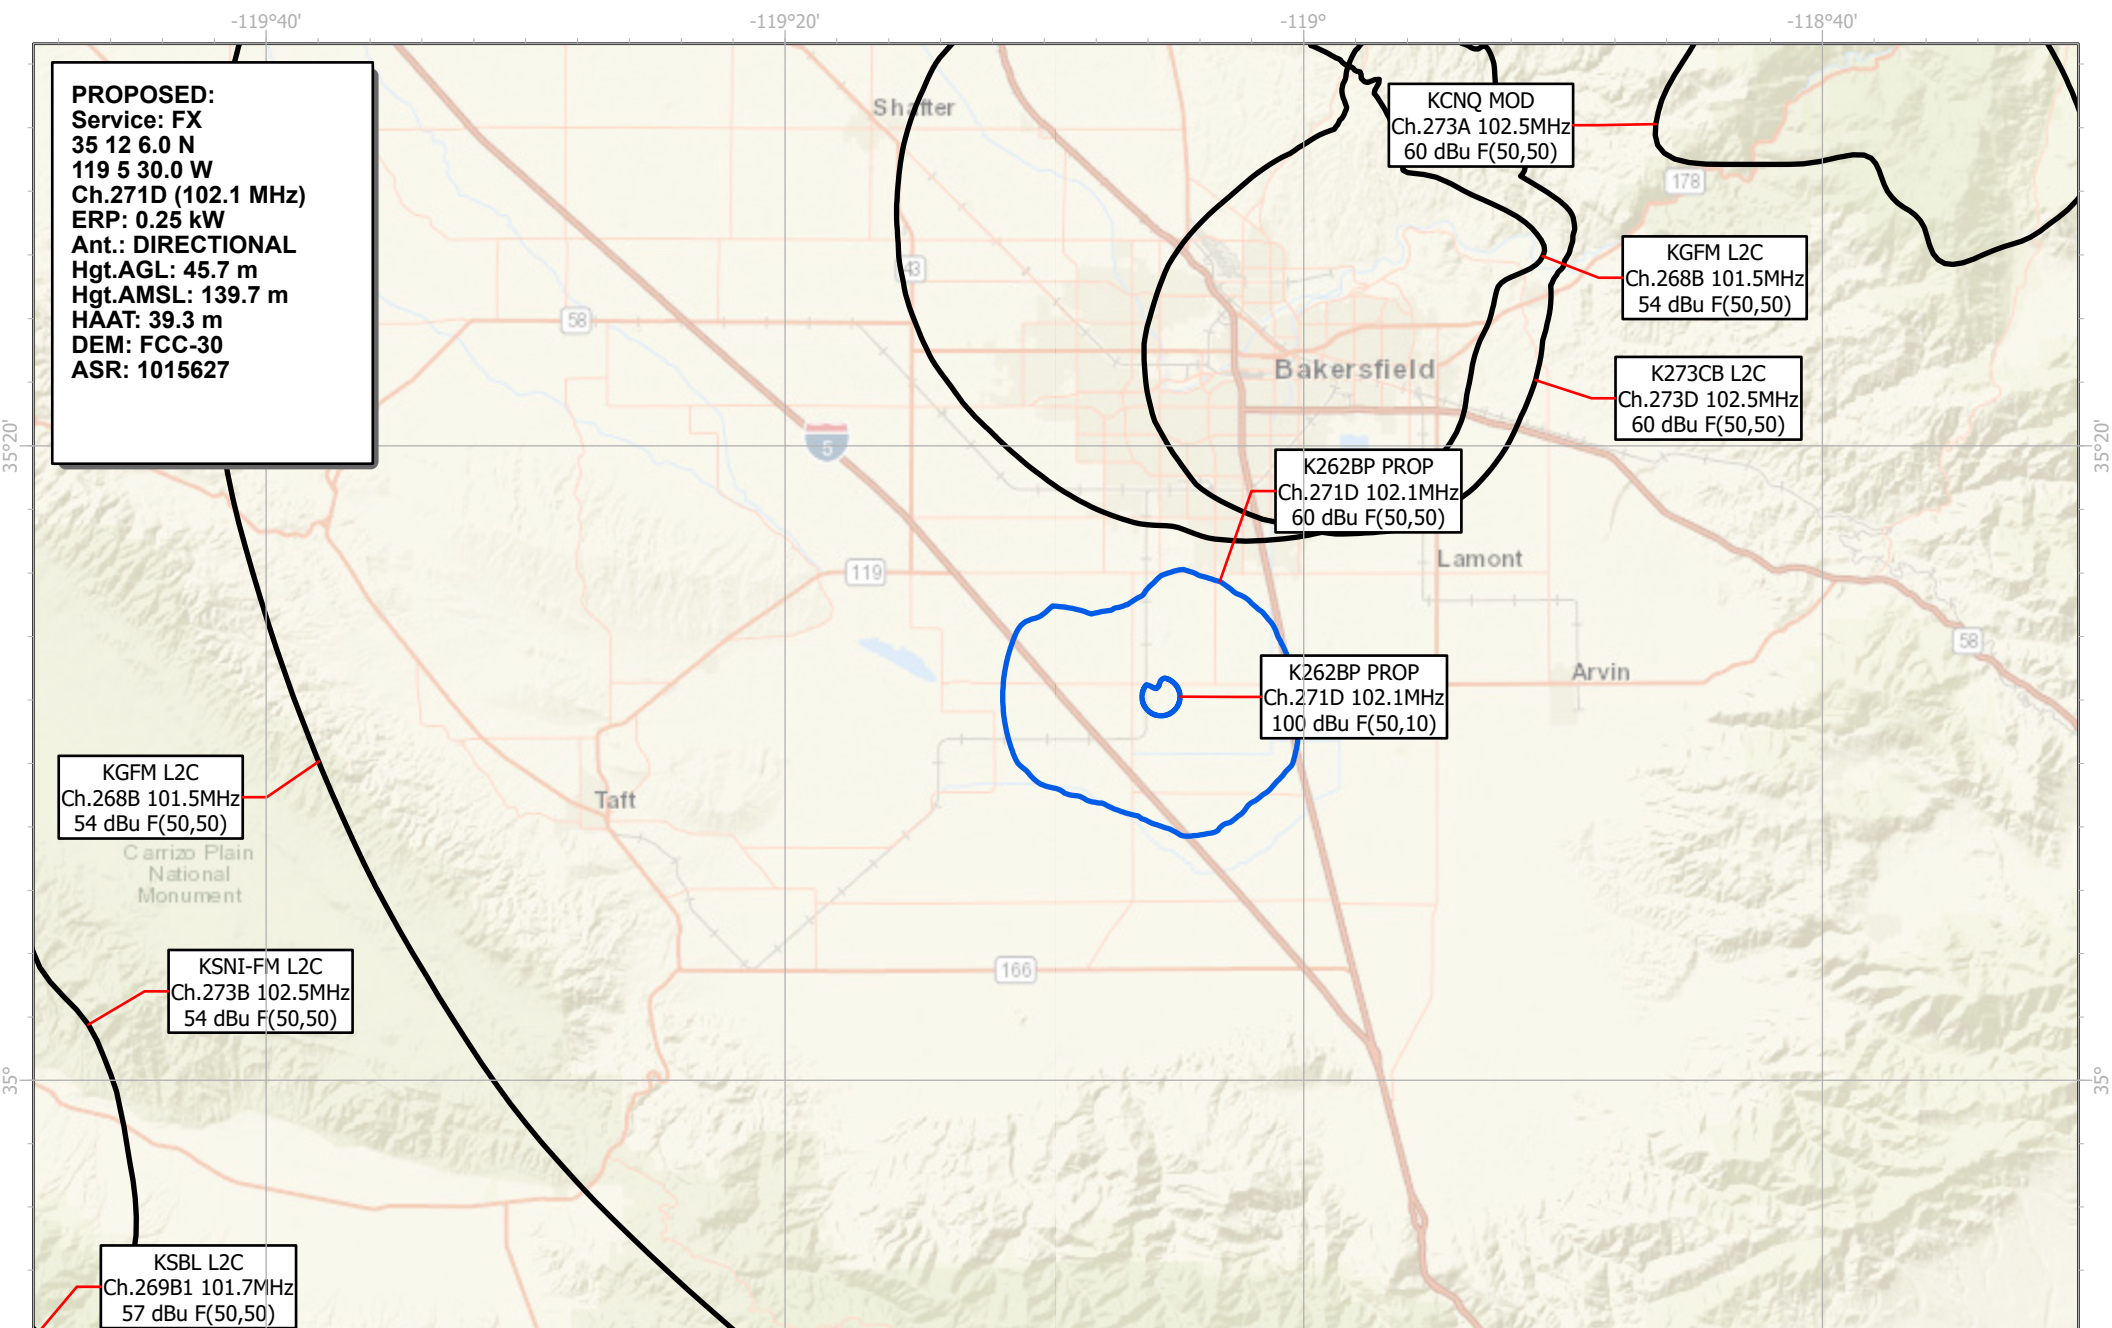 -119°40'
-119°20'
-119°
-118°40'
PROPOSED:
Service: FX
35 12 6.0 N
119 5 30.0 W
Ch.271D (102.1 MHz)
ERP: 0.25 kW
Ant.: DIRECTIONAL
Hgt.AGL: 45.7 m
Hgt.AMSL: 139.7 m
HAAT: 39.3 m
DEM: FCC-30
ASR: 1015627
Shafter
KCNQ MOD
Ch.273A 102.5MHz
60 dBu F(50,50)
178
KGFM L2C
Ch.268B 101.5MHz
54 dBu F(50,50)
43
58
Bakersfield
K273CB L2C
Ch.273D 102.5MHz
60 dBu F(50,50)
35°20'
35°20'
5
K262BP PROP
Ch.271D 102.1MHz
60 dBu F(50,50)
119
Lamont
58
K262BP PROP
Ch.271D 102.1MHz
100 dBu F(50,10)
Arvin
KGFM L2C
Ch.268B 101.5MHz
54 dBu F(50,50)
Taft
Carrizo Plain
National
Monument
KSNI-FM L2C
Ch.273B 102.5MHz
54 dBu F(50,50)
166
35°
35°
KSBL L2C
Ch.269B1 101.7MHz
57 dBu F(50,50)